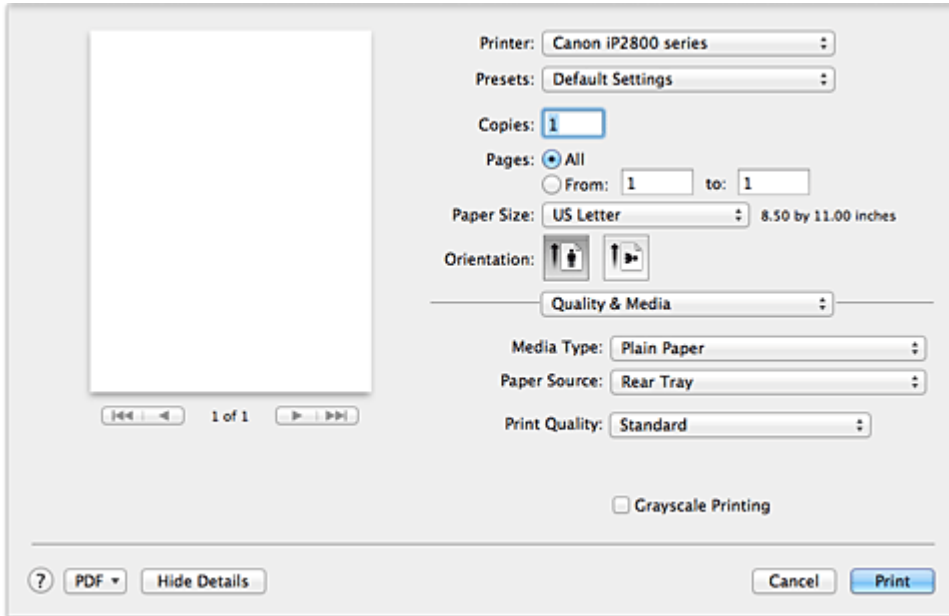 Printer: Canon iP2800 series
Presets: Default Settings
Copies: 1
Pages: All
From: 1 to: 1
Paper Size: US Letter 8.50 by 11.00 inches
Orientation:
Quality & Media
Media Type: Plain Paper
Paper Source: Rear Tray
1 of 1
Print Quality: Standard
Grayscale Printing
? PDF Hide Details Cancel Print